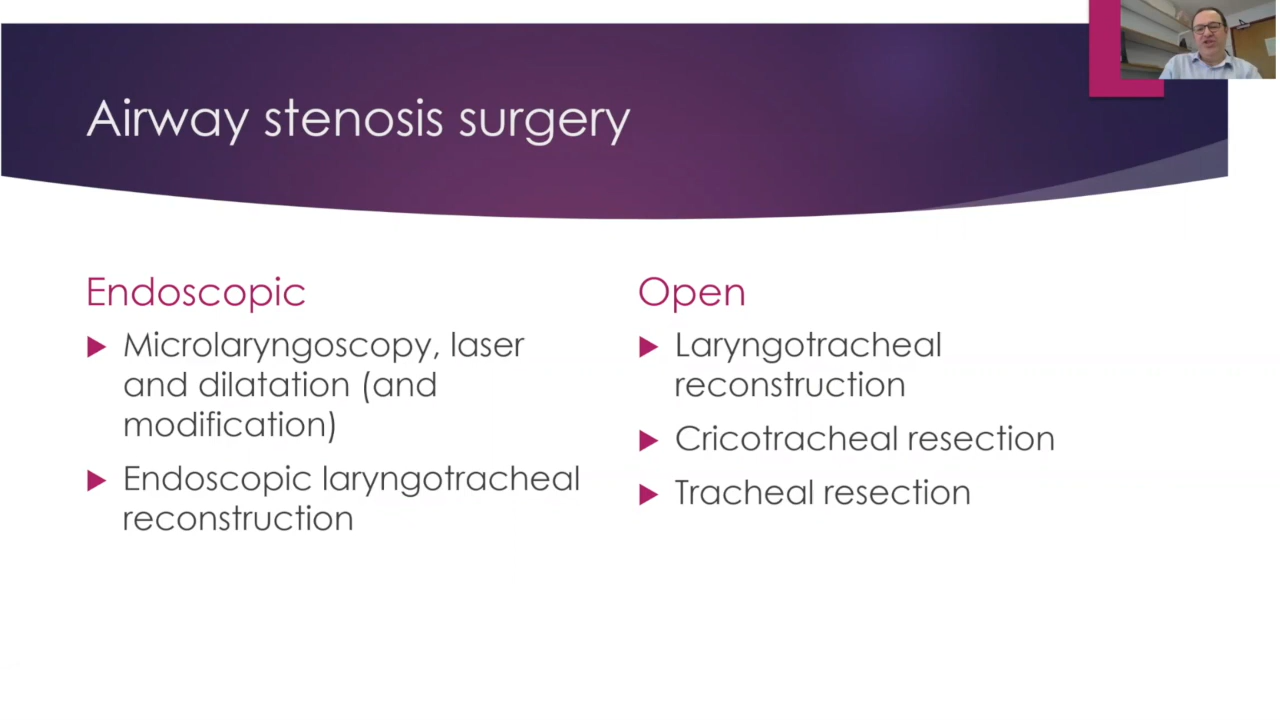 Airway stenosis surgery
Endoscopic
Microlaryngoscopy, laser
and dilatation (and
modification)
Endoscopic laryngotracheal
reconstruction
Open
Laryngotracheal
reconstruction
Cricotracheal resection
Tracheal resection